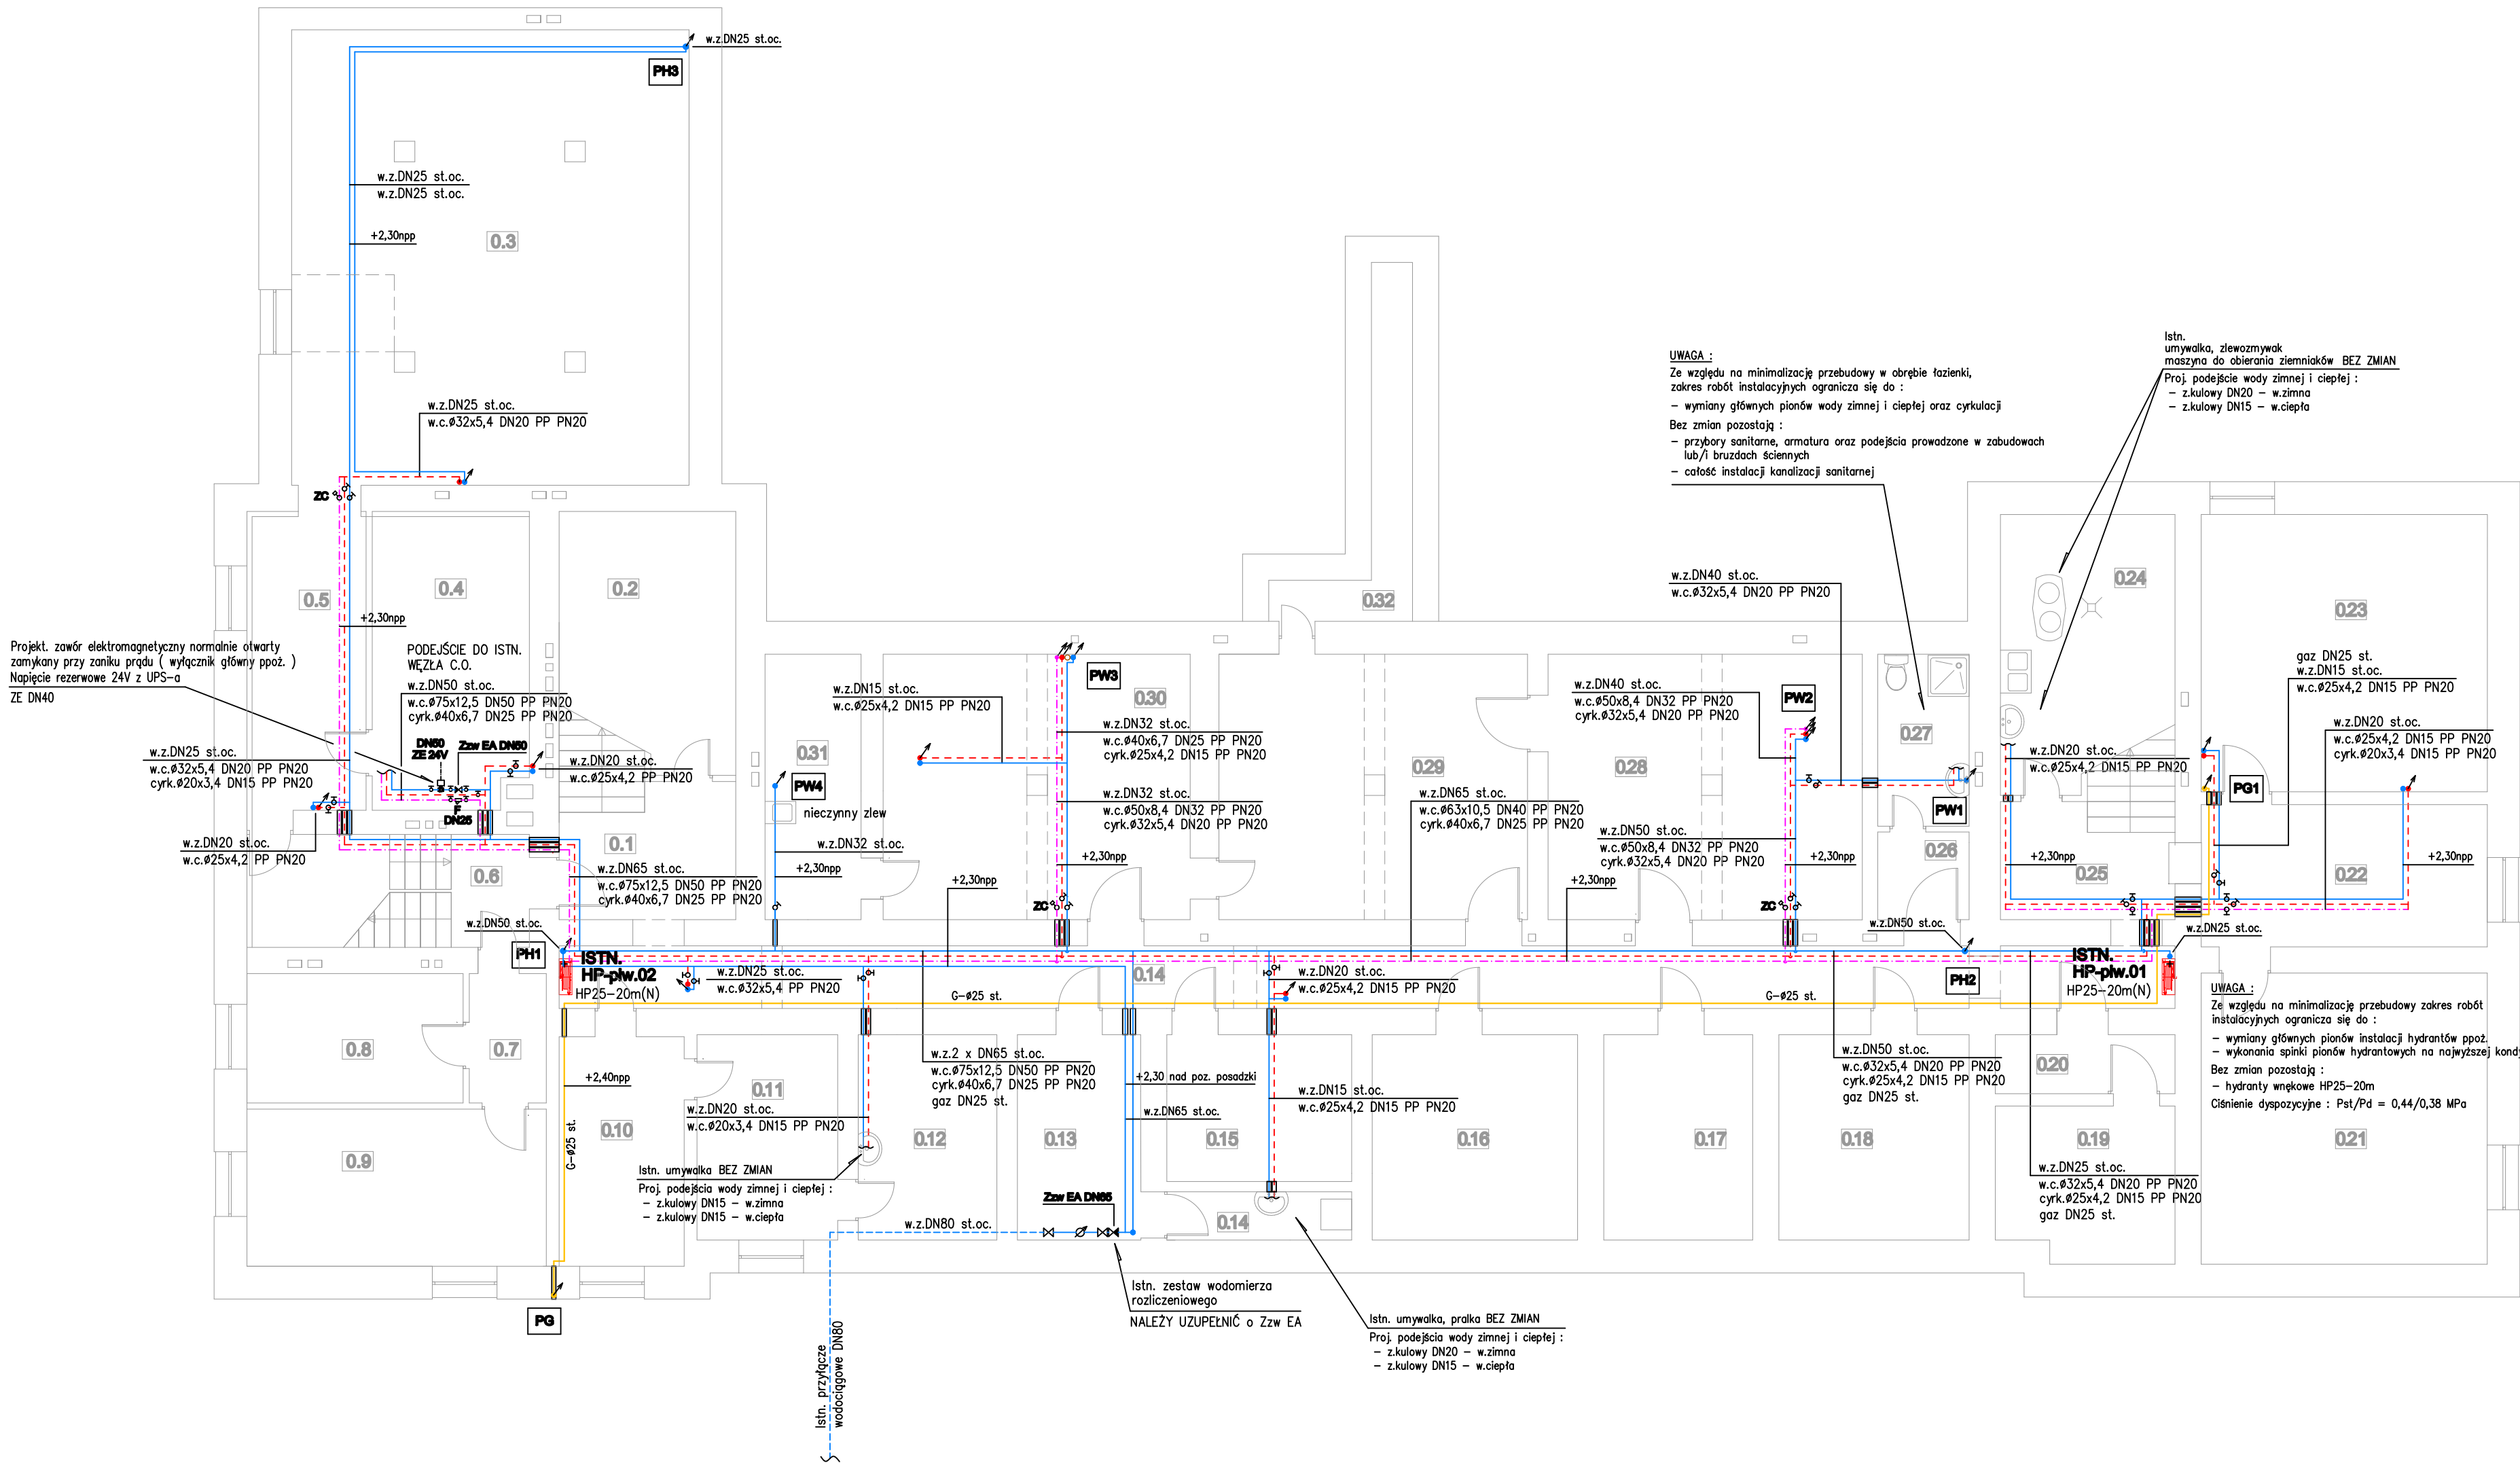 w.z.DN25 st.oc.
PH3
w.z.DN25 st.oc.
w.z.DN25 st.oc.
+2,30npp
0.3
w.z.DN25 st.oc.
w.c.ø32x5,4 DN20 PP PN20
ZC
0.5
0.4
0.2
+2,30npp
Projekt. zawór elektromagnetyczny normalnie otwarty
zamykany przy zaniku prądu ( wyłącznik główny ppoż. )
Napięcie rezerwowe 24V z UPS-a
ZE DN40
PODEJŚCIE DO ISTN.
WĘZŁA C.O.
w.z.DN50 st.oc.
w.c.ø75x12,5 DN50 PP PN20
cyrk.ø40x6,7 DN25 PP PN20
DN50
ZE 24V
Zzw EA DN50
F
DN25
w.z.DN20 st.oc.
w.c.ø25x4,2 PP PN20
w.z.DN25 st.oc.
w.c.ø32x5,4 DN20 PP PN20
cyrk.ø20x3,4 DN15 PP PN20
w.z.DN20 st.oc.
w.c.ø25x4,2 PP PN20
0.1
0.6
w.z.DN65 st.oc.
w.c.ø75x12,5 DN50 PP PN20
cyrk.ø40x6,7 DN25 PP PN20
w.z.DN50 st.oc.
PH1
ISTN.
HP-plw.02
HP25-20m(N)
0.31
PW4
nieczynny zlew
w.z.DN32 st.oc.
+2,30npp
w.z.DN15 st.oc.
w.c.ø25x4,2 DN15 PP PN20
+2,30npp
PW3
0.30
w.z.DN32 st.oc.
w.c.ø40x6,7 DN25 PP PN20
cyrk.ø25x4,2 DN15 PP PN20
w.z.DN32 st.oc.
w.c.ø50x8,4 DN32 PP PN20
cyrk.ø32x5,4 DN20 PP PN20
+2,30npp
ZC
0.32
0.29
w.z.DN65 st.oc.
w.c.ø63x10,5 DN40 PP PN20
cyrk.ø40x6,7 DN25 PP PN20
+2,30npp
0.28
UWAGA :
Ze względu na minimalizację przebudowy w obrębie łazienki,
zakres robót instalacyjnych ogranicza się do :
- wymiany głównych pionów wody zimnej i ciepłej oraz cyrkulacji
Bez zmian pozostają :
- przybory sanitarne, armatura oraz podejścia prowadzone w zabudowach
lub/i bruzdach ściennych
- całość instalacji kanalizacji sanitarnej
w.z.DN40 st.oc.
w.c.ø32x5,4 DN20 PP PN20
w.z.DN40 st.oc.
w.c.ø50x8,4 DN32 PP PN20
cyrk.ø32x5,4 DN20 PP PN20
PW2
0.27
w.z.DN50 st.oc.
w.c.ø50x8,4 DN32 PP PN20
cyrk.ø32x5,4 DN20 PP PN20
+2,30npp
ZC
PW1
0.26
w.z.DN50 st.oc.
PH2
Istn.
umywalka, zlewozmywak
maszyna do obierania ziemniaków BEZ ZMIAN
Proj. podejście wody zimnej i ciepłej :
- z.kulowy DN20 - w.zimna
- z.kulowy DN15 - w.ciepła
0.24
0.23
gaz DN25 st.
w.z.DN15 st.oc.
w.c.ø25x4,2 DN15 PP PN20
w.z.DN20 st.oc.
w.c.ø25x4,2 DN15 PP PN20
cyrk.ø20x3,4 DN15 PP PN20
w.z.DN20 st.oc.
w.c.ø25x4,2 DN15 PP PN20
PG1
+2,30npp
0.25
0.22
+2,30npp
w.z.DN25 st.oc.
ISTN.
HP-plw.01
HP25-20m(N)
UWAGA :
Ze względu na minimalizację przebudowy zakres robót
instalacyjnych ogranicza się do :
- wymiany głównych pionów instalacji hydrantów ppoż.
- wykonania spinki pionów hydrantowych na najwyższej kondy
Bez zmian pozostają :
- hydranty wnękowe HP25-20m
Ciśnienie dyspozycyjne : Pst/Pd = 0,44/0,38 MPa
w.z.DN25 st.oc.
w.c.ø32x5,4 PP PN20
0.14
w.z.DN20 st.oc.
w.c.ø25x4,2 DN15 PP PN20
G-ø25 st.
G-ø25 st.
0.8
0.7
+2,40npp
0.11
w.z.2 x DN65 st.oc.
w.c.ø75x12,5 DN50 PP PN20
cyrk.ø40x6,7 DN25 PP PN20
gaz DN25 st.
+2,30 nad poz. posadzki
w.z.DN65 st.oc.
w.z.DN15 st.oc.
w.c.ø25x4,2 DN15 PP PN20
w.z.DN50 st.oc.
w.c.ø32x5,4 DN20 PP PN20
cyrk.ø25x4,2 DN15 PP PN20
gaz DN25 st.
0.20
w.z.DN20 st.oc.
w.c.ø20x3,4 DN15 PP PN20
0.9
G-ø25 st.
0.10
0.12
0.13
0.15
0.16
0.17
0.18
0.19
0.21
Istn. umywalka BEZ ZMIAN
Proj. podejścia wody zimnej i ciepłej :
- z.kulowy DN15 - w.zimna
- z.kulowy DN15 - w.ciepła
w.z.DN25 st.oc.
w.c.ø32x5,4 DN20 PP PN20
cyrk.ø25x4,2 DN15 PP PN20
gaz DN25 st.
Zzw EA DN65
w.z.DN80 st.oc.
0.14
PG
Istn. zestaw wodomierza
rozliczeniowego
NALEŻY UZUPEŁNIĆ o Zzw EA
Istn. umywalka, pralka BEZ ZMIAN
Proj. podejścia wody zimnej i ciepłej :
- z.kulowy DN20 - w.zimna
- z.kulowy DN15 - w.ciepła
Istn. przyłącze
wodociągowe DN80